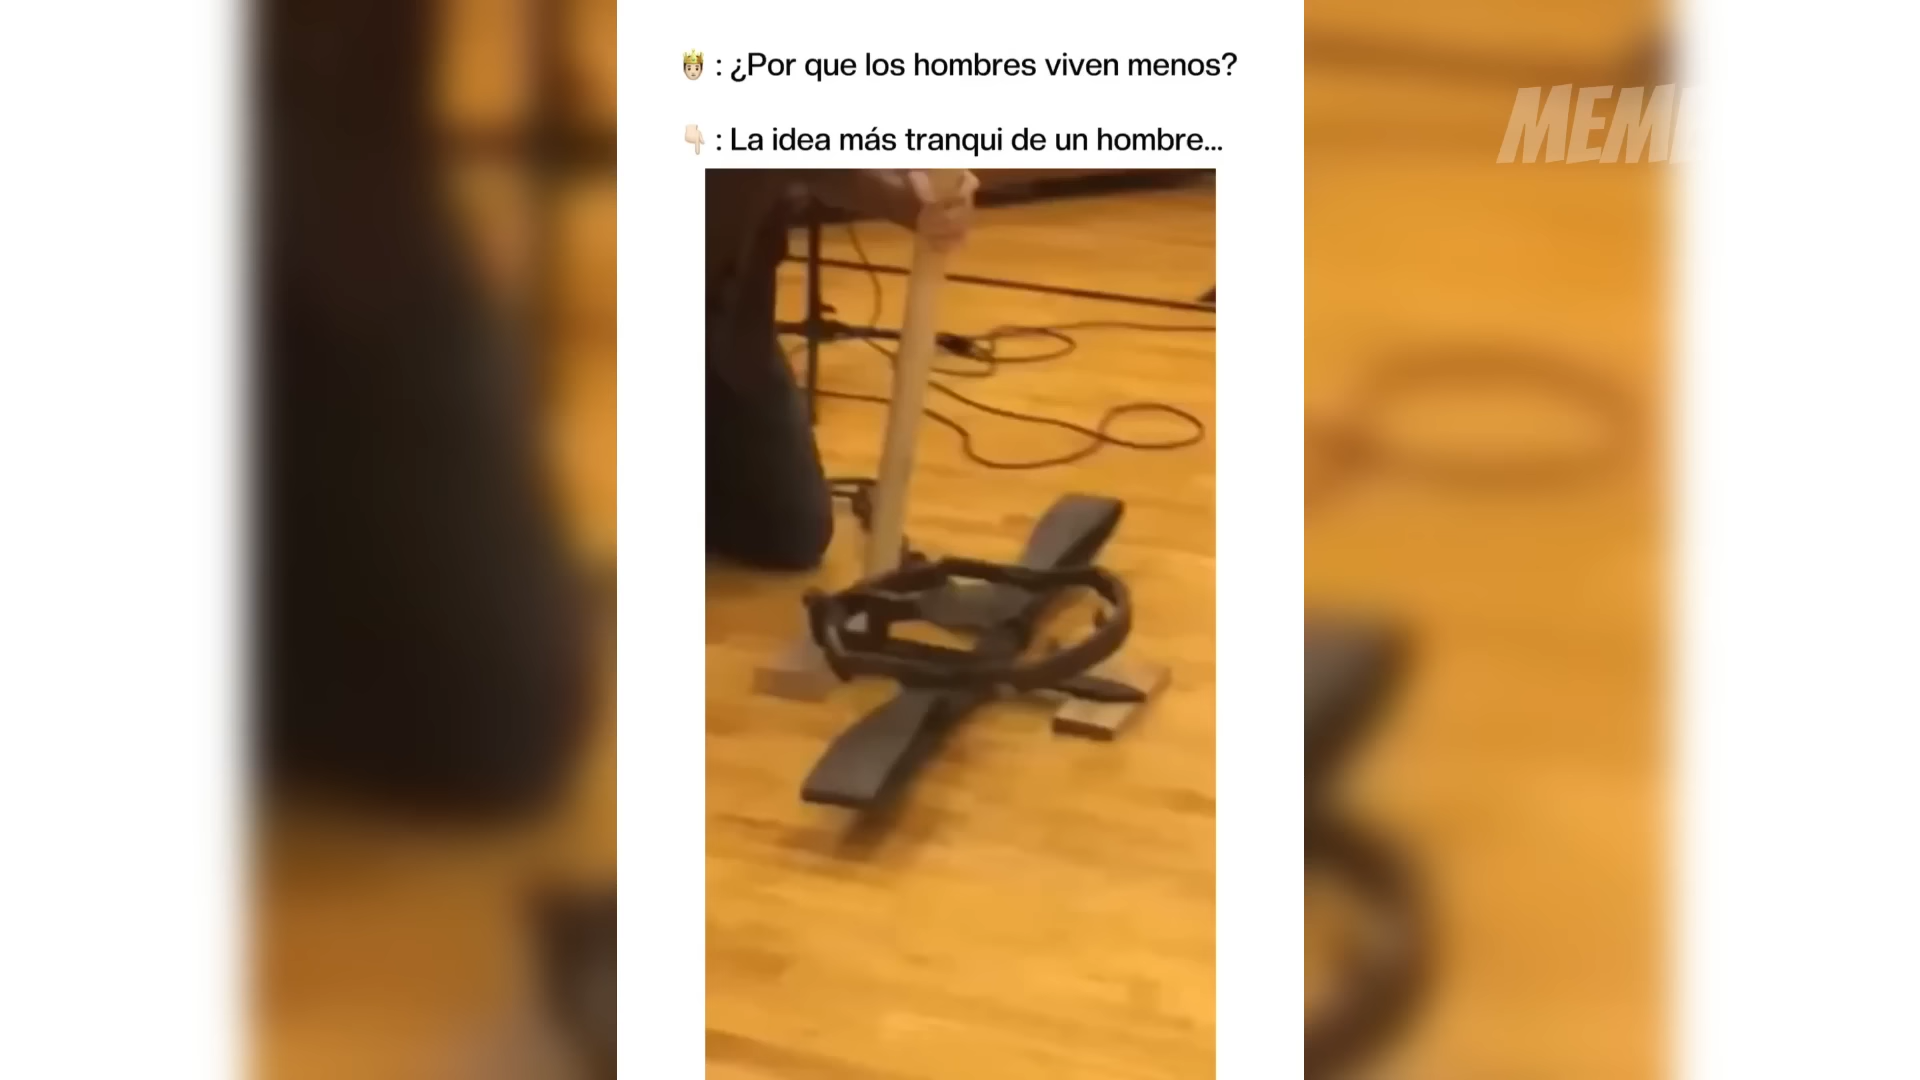 🤴🏻 : ¿Por que los hombres viven menos?
👇🏻 : La idea más tranqui de un hombre...
MEME